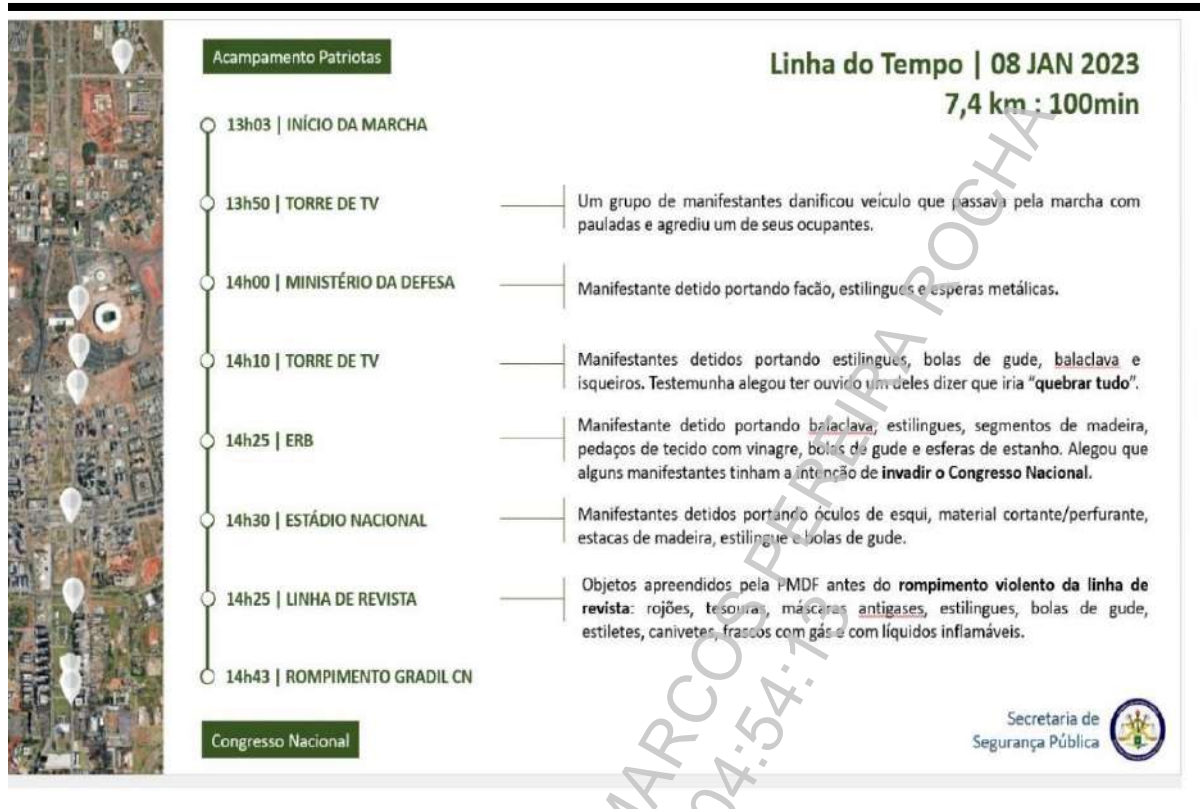 Acampamento Patriotas
Linha do Tempo | 08 JAN 2023
7,4 km : 100min
13h03 | INÍCIO DA MARCHA
13h50 | TORRE DE TV
Um grupo de manifestantes danificou veículo que passava pela marcha com
pauladas e agrediu um de seus ocupantes.
14h00 | MINISTÉRIO DA DEFESA
Manifestante detido portando facão, estilingues e esperas metálicas.
14h10 | TORRE DE TV
Manifestantes detidos portando estilingues, bolas de gude, balaclava e
isqueiros. Testemunha alegou ter ouvido um deles dizer que iria “quebrar tudo”.
14h25 | ERB
Manifestante detido portando balaclava, estilingues, segmentos de madeira,
pedaços de tecido com vinagre, bolas de gude e esferas de estanho. Alegou que
alguns manifestantes tinham a intenção de invadir o Congresso Nacional.
14h30 | ESTÁDIO NACIONAL
Manifestantes detidos portando óculos de esqui, material cortante/perfurante,
estacas de madeira, estilingue e bolas de gude.
14h25 | LINHA DE REVISTA
Objetos apreendidos pela PMDF antes do rompimento violento da linha de
revista: rojões, tesouras, máscaras antigases, estilingues, bolas de gude,
estiletes, canivetes, frascos com gás e com líquidos inflamáveis.
14h43 | ROMPIMENTO GRADIL CN
Congresso Nacional
Secretaria de
Segurança Pública
MARCOS PEREIRA ROCHA
04:54:13